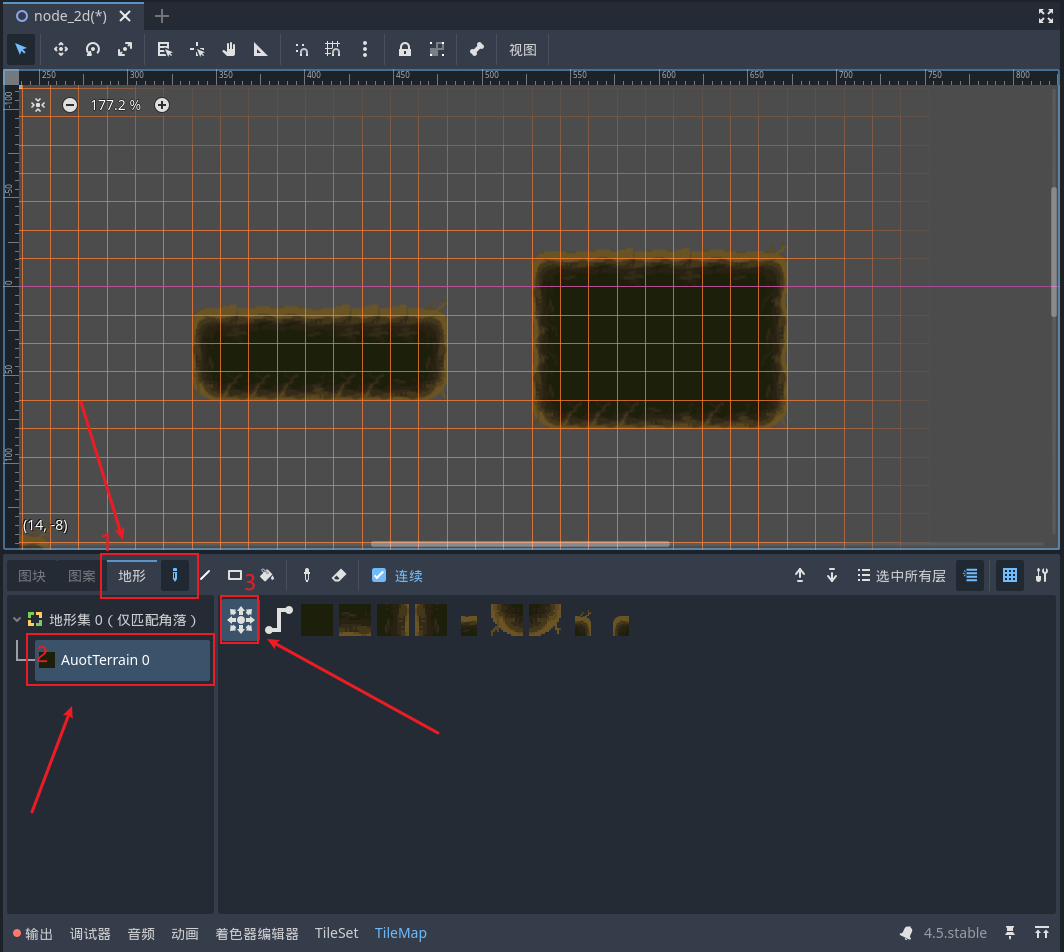 node_2d(*)
视图
250 300 350 400 450 500 550 600 650 700 750 800
-100
177.2 %
-50
0
50
100
(14, -8)
1
图块 图案 地形 连续 选中所有层
3
地形集 0（仅匹配角落）
2
AuotTerrain 0
输出 调试器 音频 动画 着色器编辑器 TileSet TileMap 4.5.stable